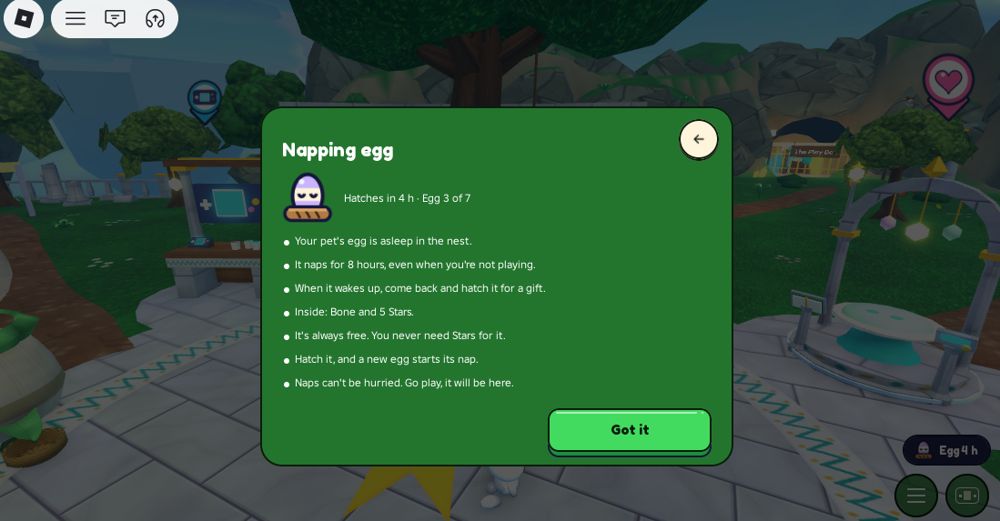 Napping egg
Hatches in 4 h · Egg 3 of 7
Your pet's egg is asleep in the nest.
It naps for 8 hours, even when you're not playing.
When it wakes up, come back and hatch it for a gift.
Inside: Bone and 5 Stars.
It's always free. You never need Stars for it.
Hatch it, and a new egg starts its nap.
Naps can't be hurried. Go play, it will be here.
Got it
Egg 4 h